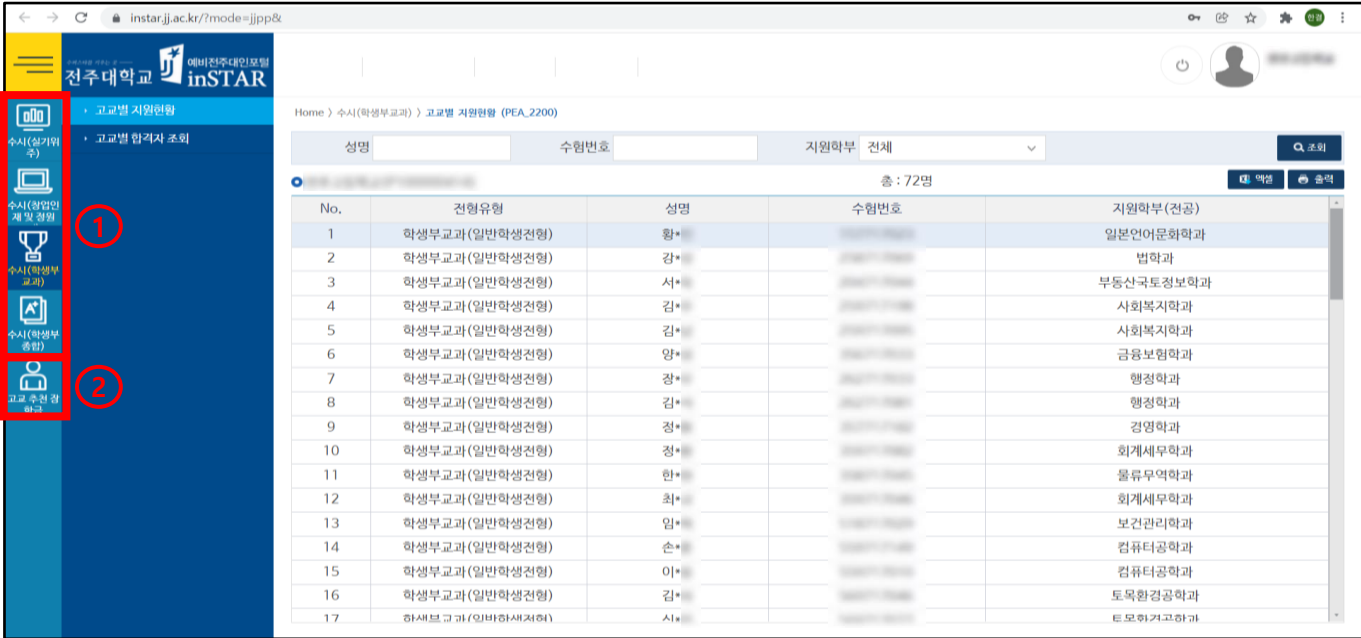 instar.jj.ac.kr/?mode=jjpp&
한결
전주대학교 예비전주대인포털
inSTAR
수시(실기위
주)
수시(창업인
재 및 정원
수시(학생부
교과)
수시(학생부
종합)
고교 추천 장
학금
①
②
고교별 지원현황
고교별 합격자 조회
Home 〉 수시(학생부교과) 〉 고교별 지원현황 (PEA_2200)
성명 수험번호 지원학부 전체 조회
총 : 72명 엑셀 출력
No. 전형유형 성명 수험번호 지원학부(전공)
1 학생부교과(일반학생전형) 황* 일본언어문화학과
2 학생부교과(일반학생전형) 강* 법학과
3 학생부교과(일반학생전형) 서* 부동산국토정보학과
4 학생부교과(일반학생전형) 김* 사회복지학과
5 학생부교과(일반학생전형) 김* 사회복지학과
6 학생부교과(일반학생전형) 양* 금융보험학과
7 학생부교과(일반학생전형) 장* 행정학과
8 학생부교과(일반학생전형) 김* 행정학과
9 학생부교과(일반학생전형) 정* 경영학과
10 학생부교과(일반학생전형) 정* 회계세무학과
11 학생부교과(일반학생전형) 한* 물류무역학과
12 학생부교과(일반학생전형) 최* 회계세무학과
13 학생부교과(일반학생전형) 임* 보건관리학과
14 학생부교과(일반학생전형) 손* 컴퓨터공학과
15 학생부교과(일반학생전형) 이* 컴퓨터공학과
16 학생부교과(일반학생전형) 김* 토목환경공학과
17 학생부교과(일반학생전형) 토목환경공학과